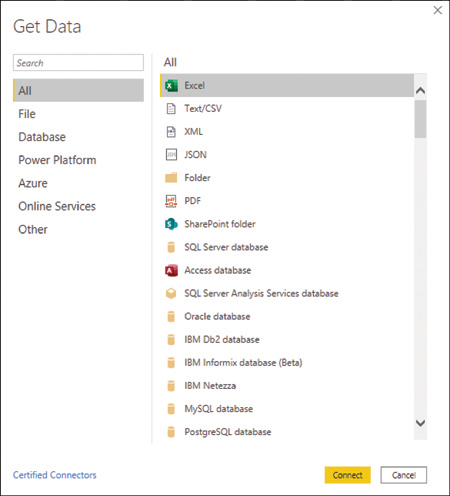 Get Data
Search
All
File
Database
Power Platform
Azure
Online Services
Other
All
Excel
Text/CSV
XML
JSON
Folder
PDF
SharePoint folder
SQL Server database
Access database
SQL Server Analysis Services database
Oracle database
IBM Db2 database
IBM Informix database (Beta)
IBM Netezza
MySQL database
PostgreSQL database
Certified Connectors
Connect
Cancel